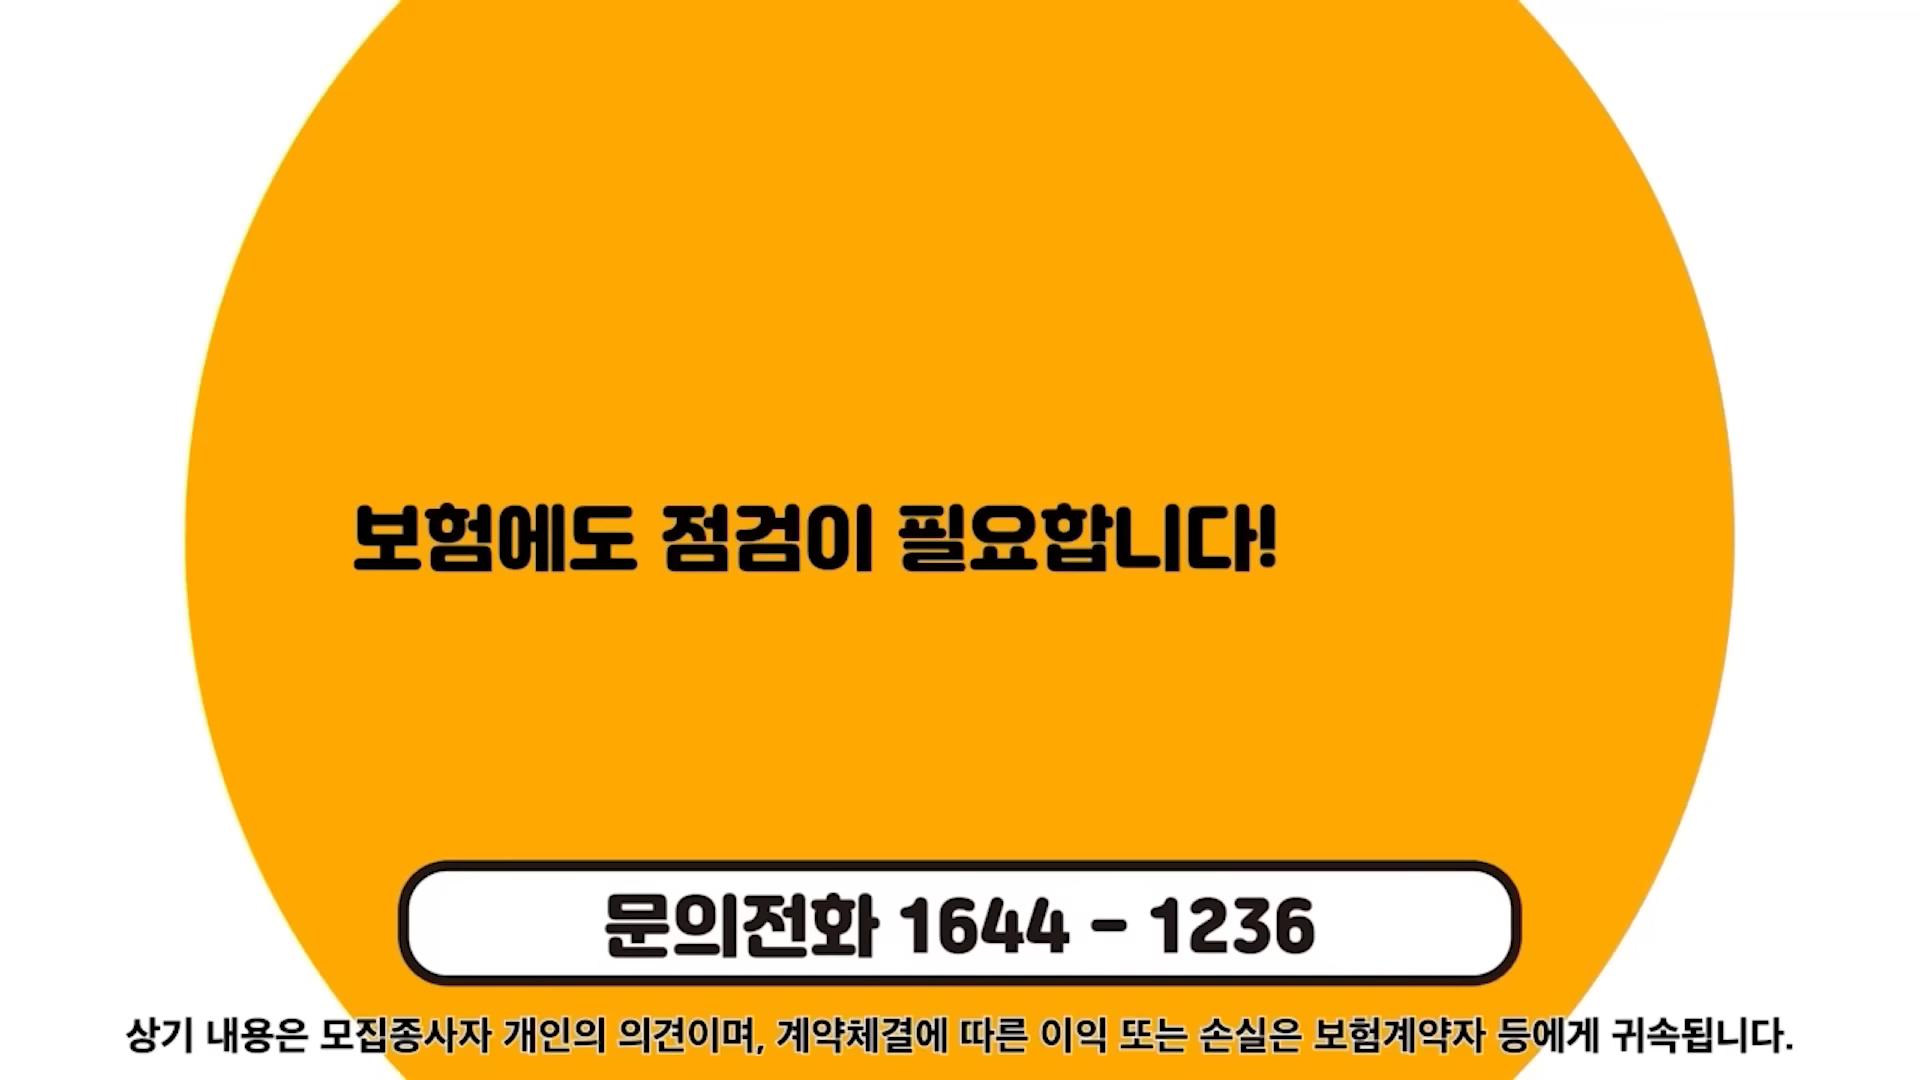 보험에도 점검이 필요합니다!
문의전화 1644 - 1236
상기 내용은 모집종사자 개인의 의견이며, 계약체결에 따른 이익 또는 손실은 보험계약자 등에게 귀속됩니다.